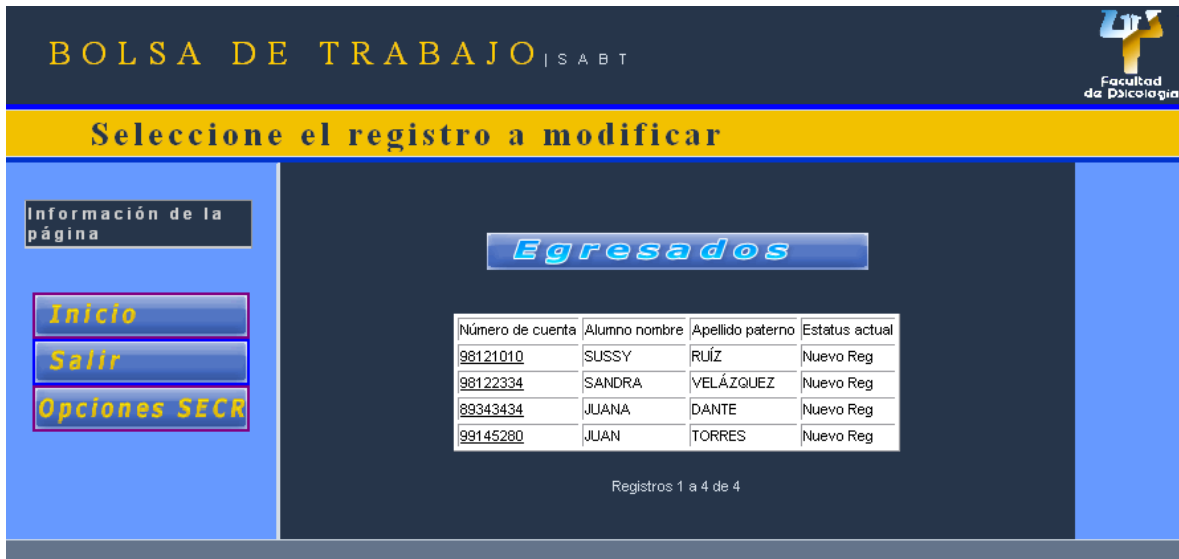 BOLSA DE TRABAJO|SABT
Facultad
de Psicología
Seleccione el registro a modificar
Información de la
página
Inicio
Salir
Opciones SECR
Egresados
Número de cuenta Alumno nombre Apellido paterno Estatus actual
98121010 SUSSY RUÍZ Nuevo Reg
98122334 SANDRA VELÁZQUEZ Nuevo Reg
89343434 JUANA DANTE Nuevo Reg
99145280 JUAN TORRES Nuevo Reg
Registros 1 a 4 de 4